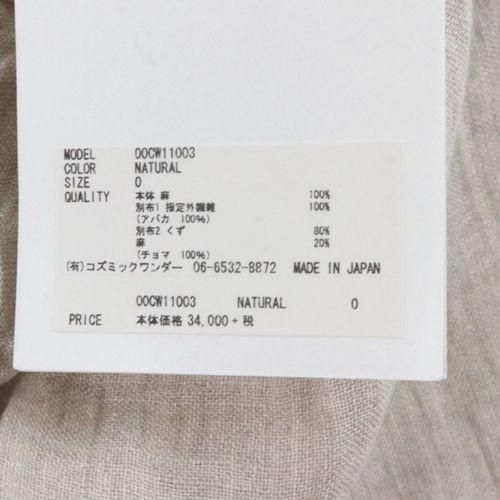 MODEL 00CW11003
COLOR NATURAL
SIZE 0
QUALITY 本体 麻 100%
別布1 指定外繊維 100%
(アバカ 100%)
別布2 くず 80%
麻 20%
(チョマ 100%)
(有)コズミックワンダー 06-6532-8872 MADE IN JAPAN
00CW11003 NATURAL 0
PRICE 本体価格 34,000+税